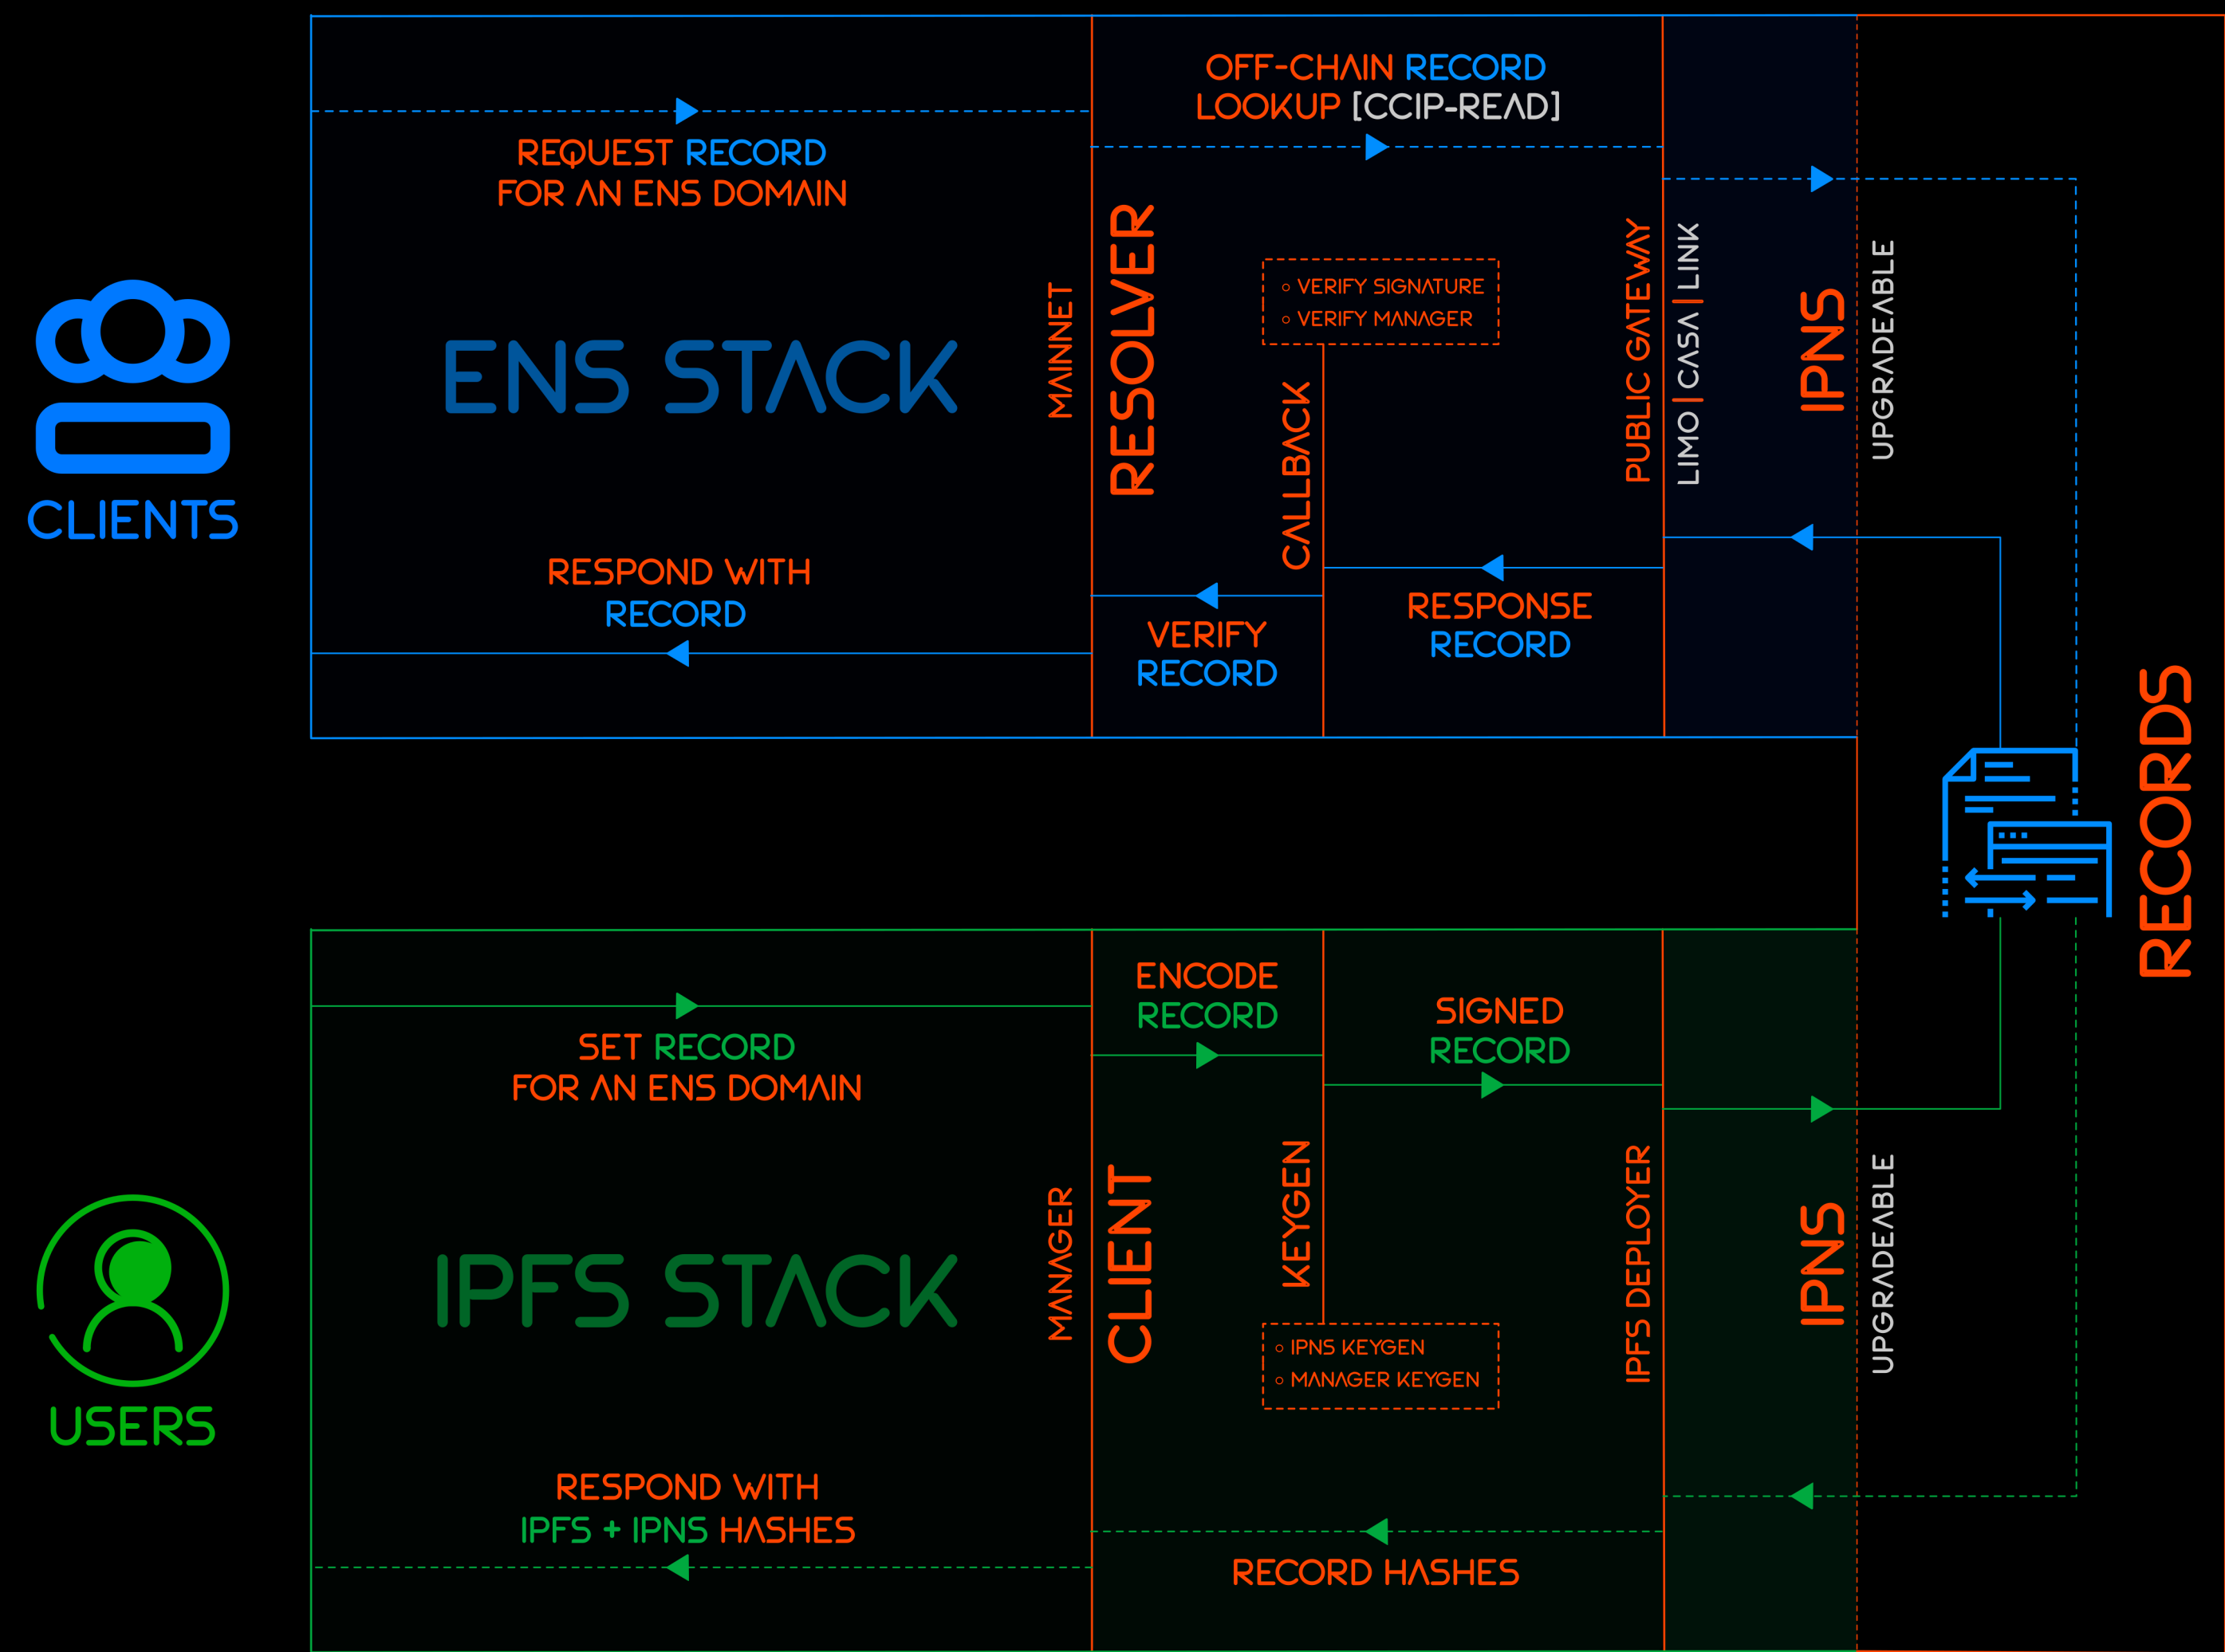 OFF-CHAIN RECORD
LOOKUP [CCIP-READ]
REQUEST RECORD
FOR AN ENS DOMAIN
RESOLVER
MAINNET
VERIFY SIGNATURE
VERIFY MANAGER
PUBLIC GATEWAY
LIMO | CASA | LINK
IPNS
UPGRADEABLE
ENS STACK
CALLBACK
CLIENTS
RESPOND WITH
RECORD
VERIFY
RECORD
RESPONSE
RECORD
RECORDS
ENCODE
RECORD
SIGNED
RECORD
SET RECORD
FOR AN ENS DOMAIN
MANAGER
CLIENT
KEYGEN
IPFS DEPLOYER
IPNS
UPGRADEABLE
IPFS STACK
IPNS KEYGEN
MANAGER KEYGEN
USERS
RESPOND WITH
IPFS + IPNS HASHES
RECORD HASHES